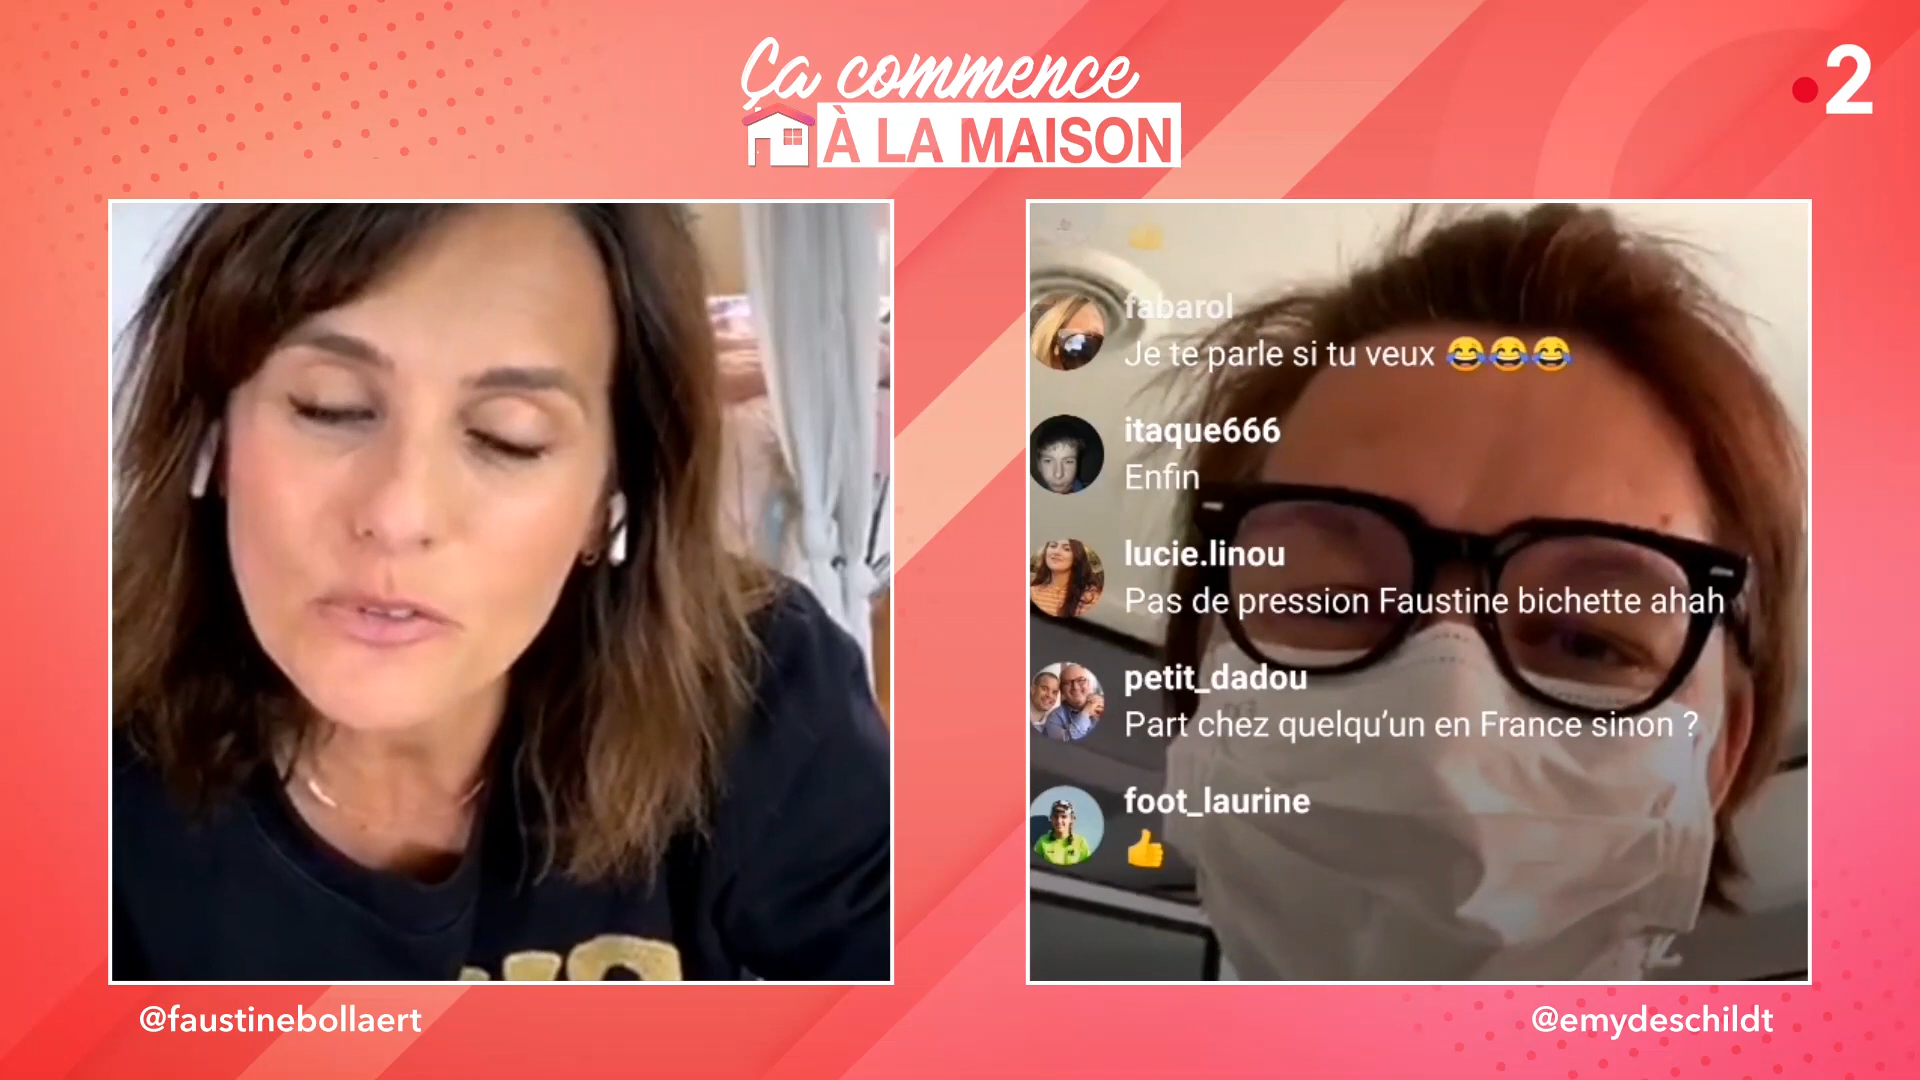 Ça commence
À LA MAISON
2
fabarol
Je te parle si tu veux 😂😂😂
itaque666
Enfin
lucie.linou
Pas de pression Faustine bichette ahah
petit_dadou
Part chez quelqu’un en France sinon ?
foot_laurine
👍
@faustinebollaert
@emydeschildt